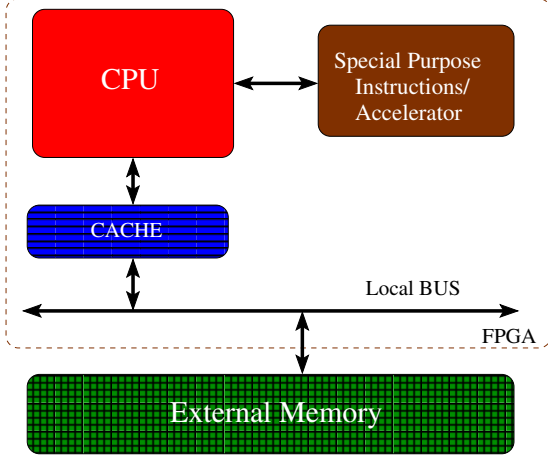 CPU
Special Purpose
Instructions/
Accelerator
CACHE
Local BUS
FPGA
External Memory